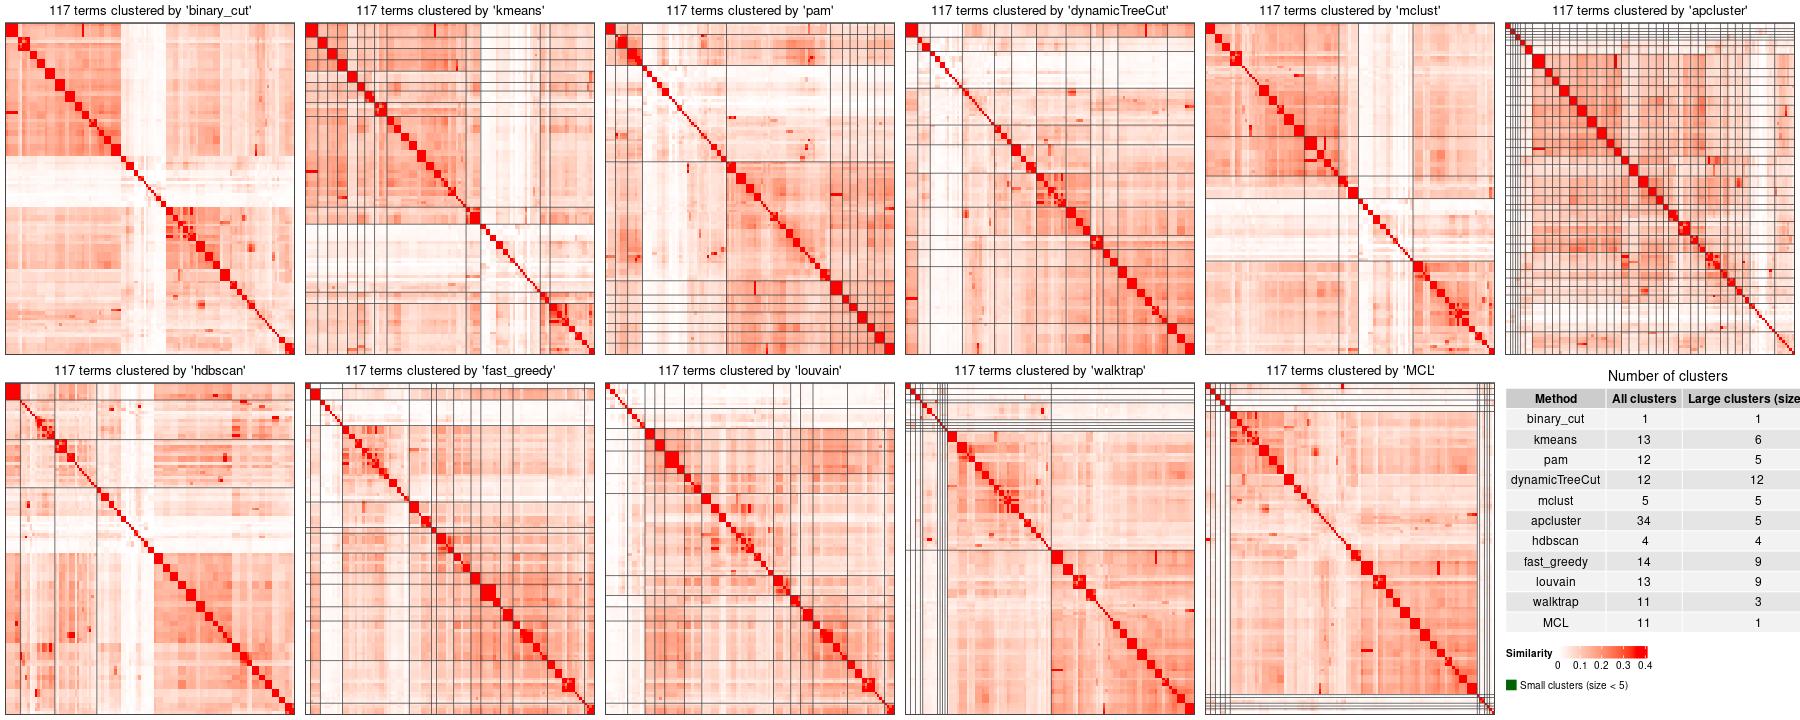 117 terms clustered by 'binary_cut'
117 terms clustered by 'kmeans'
117 terms clustered by 'pam'
117 terms clustered by 'dynamicTreeCut'
117 terms clustered by 'mclust'
117 terms clustered by 'apcluster'
117 terms clustered by 'hdbscan'
117 terms clustered by 'fast_greedy'
117 terms clustered by 'louvain'
117 terms clustered by 'walktrap'
117 terms clustered by 'MCL'
Number of clusters
Method All clusters Large clusters (size
binary_cut 1 1
kmeans 13 6
pam 12 5
dynamicTreeCut 12 12
mclust 5 5
apcluster 34 5
hdbscan 4 4
fast_greedy 14 9
louvain 13 9
walktrap 11 3
MCL 11 1
Similarity
0 0.1 0.2 0.3 0.4
Small clusters (size < 5)